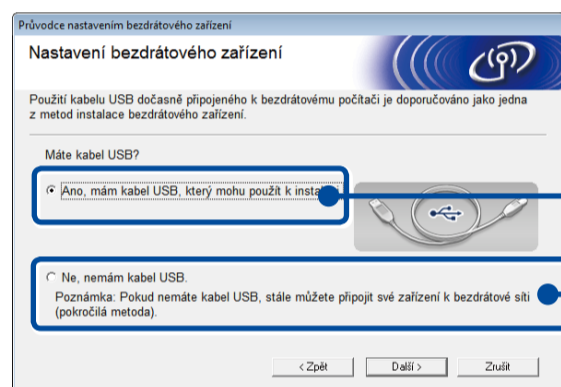 Průvodce nastavením bezdrátového zařízení
Nastavení bezdrátového zařízení
Použití kabelu USB dočasně připojeného k bezdrátovému počítači je doporučováno jako jedna
z metod instalace bezdrátového zařízení.
Máte kabel USB?
Ano, mám kabel USB, který mohu použít k
Ne, nemám kabel USB.
Poznámka: Pokud nemáte kabel USB, stále můžete připojit své zařízení k bezdrátové síti
(pokročilá metoda).
< Zpět
Další >
Zrušit